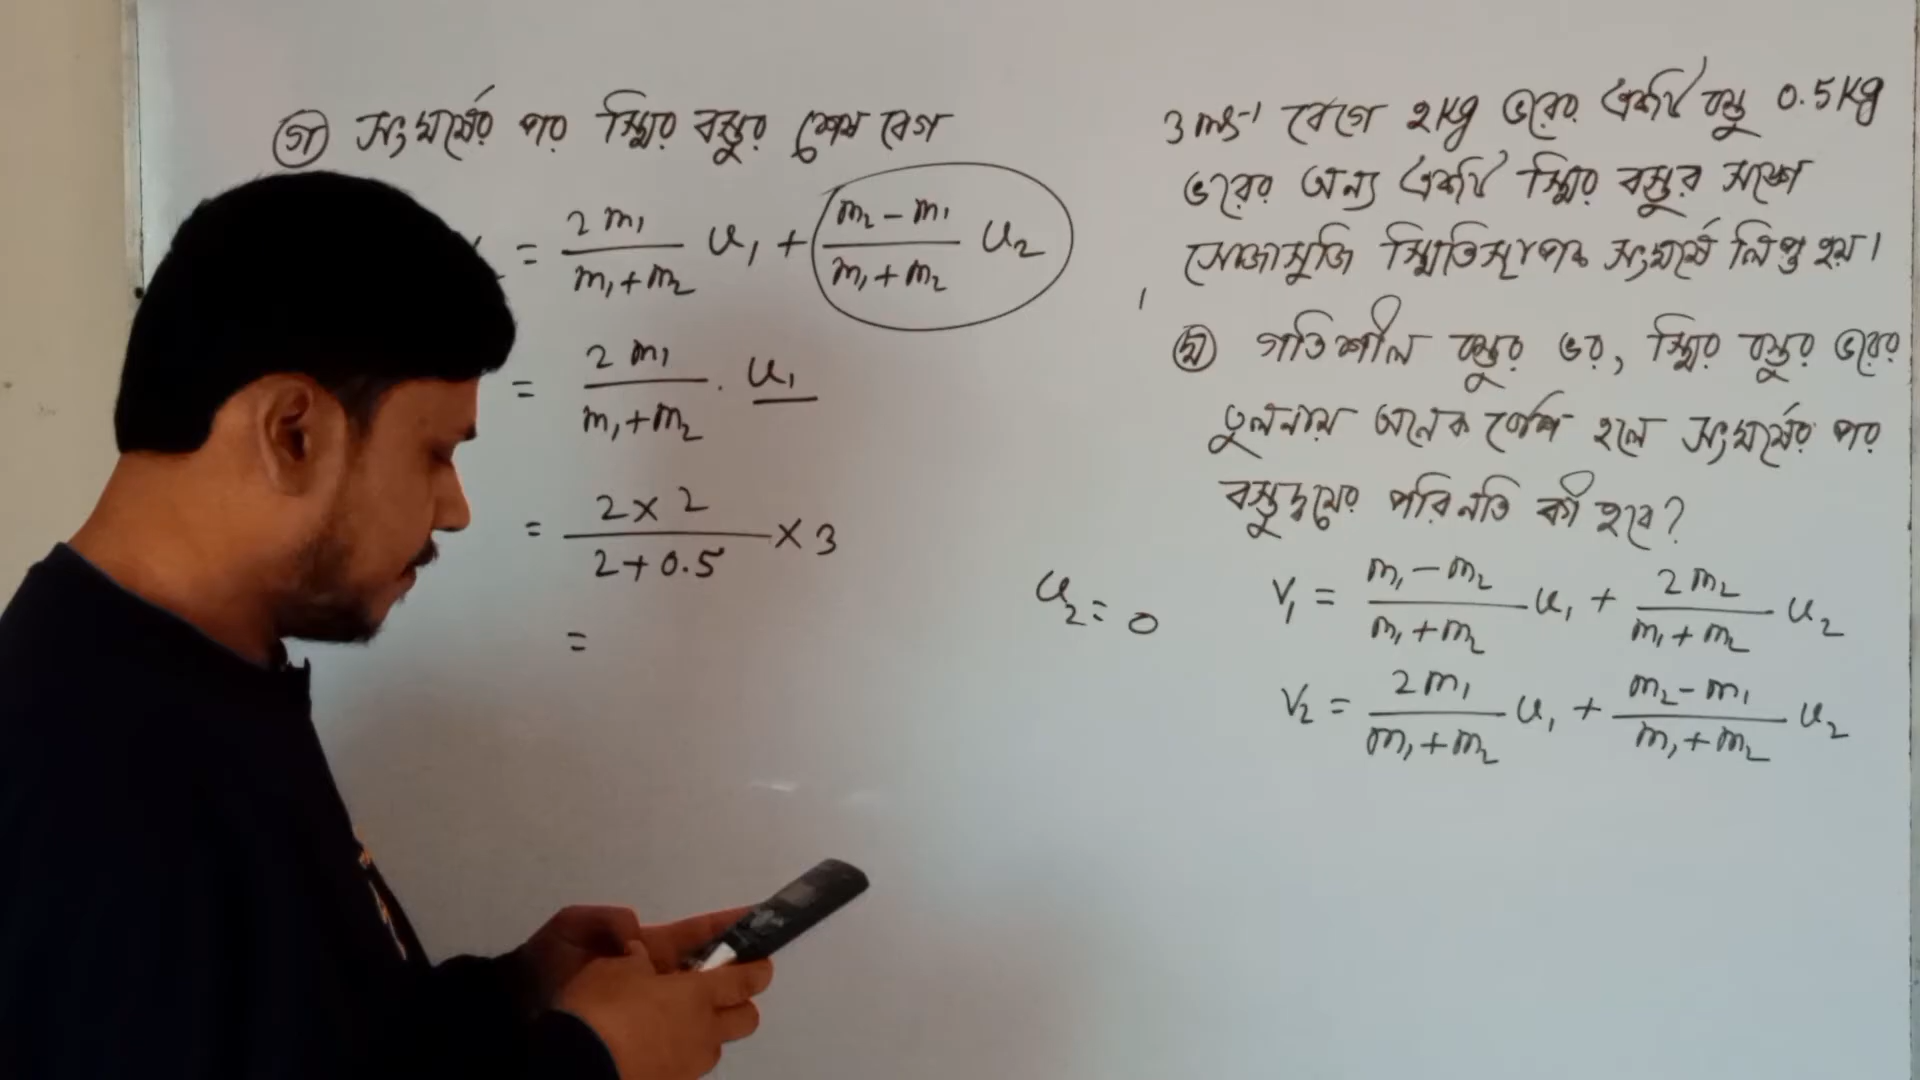 গ সংঘর্ষের পর স্থির বস্তুর শেষ বেগ
= 2m₁/(m₁+m₂) u₁ + (m₂-m₁)/(m₁+m₂) u₂
= 2m₁/(m₁+m₂) . u₁
= (2×2)/(2+0.5) ×3
=
u₂=0
3ms⁻¹ বেগে 2Kg ভরের একটি বস্তু 0.5Kg
ভরের অন্য একটি স্থির বস্তুর সঙ্গে
সোজাসুজি স্থিতিস্থাপক সংঘর্ষে লিপ্ত হয়।
ঘ গতিশীল বস্তুর ভর, স্থির বস্তুর ভরের
তুলনায় অনেক বেশি হলে সংঘর্ষের পর
বস্তুদ্বয়ের পরিনতি কী হবে?
V₁ = (m₁-m₂)/(m₁+m₂) u₁ + 2m₂/(m₁+m₂) u₂
V₂ = 2m₁/(m₁+m₂) u₁ + (m₂-m₁)/(m₁+m₂) u₂